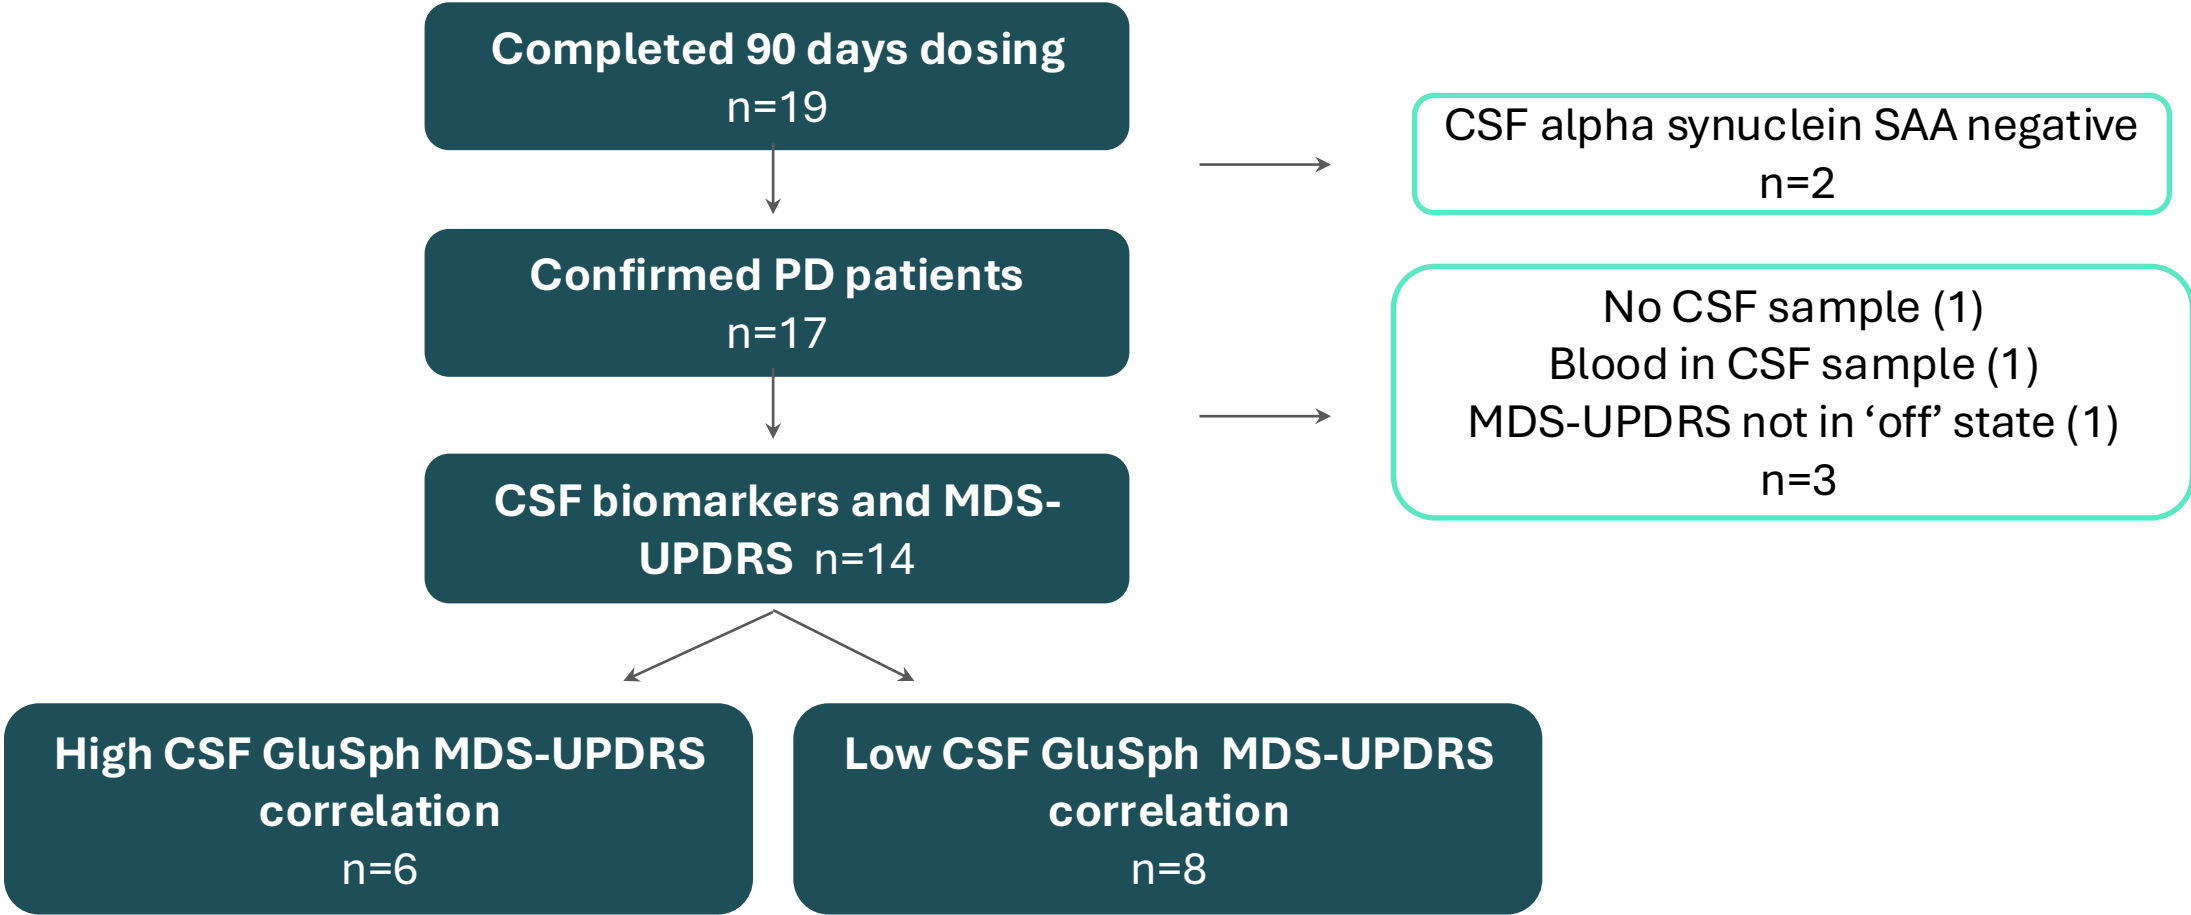 Completed 90 days dosing
n=19
CSF alpha synuclein SAA negative
n=2
Confirmed PD patients
n=17
No CSF sample (1)
Blood in CSF sample (1)
MDS-UPDRS not in ‘off’ state (1)
n=3
CSF biomarkers and MDS-
UPDRS n=14
High CSF GluSph MDS-UPDRS
correlation
n=6
Low CSF GluSph MDS-UPDRS
correlation
n=8